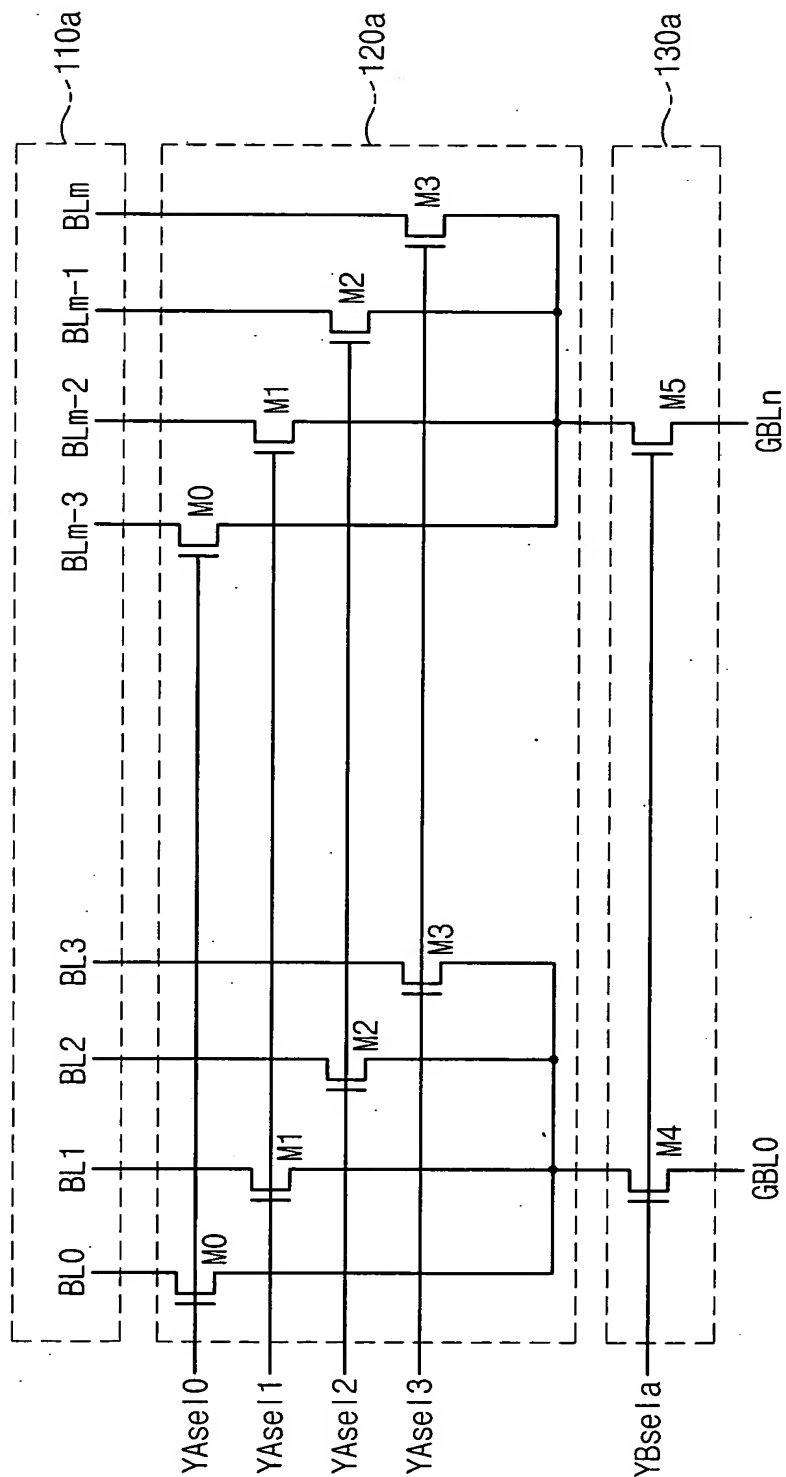 110a
BL0 BL1 BL2 BL3 BLm-3 BLm-2 BLm-1 BLm
120a
YAsel0 M0 M0
YAsel1 M1 M1
YAsel2 M2 M2
YAsel3 M3 M3
130a
YBsela M4 M5
GBL0 GBLn